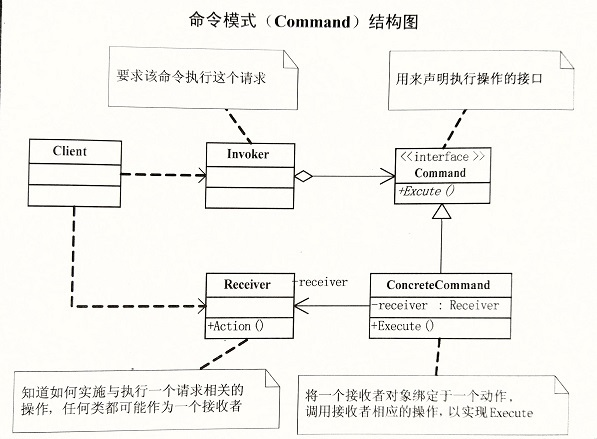 命令模式（Command）结构图
要求该命令执行这个请求
用来声明执行操作的接口
Client
Invoker
<<interface >>
Command
+Excute ()
Receiver
+Action ()
-receiver
ConcreteCommand
-receiver : Receiver
+Execute ()
知道如何实施与执行一个请求相关的
操作，任何类都可能作为一个接收者
将一个接收者对象绑定于一个动作，
调用接收者相应的操作，以实现Execute